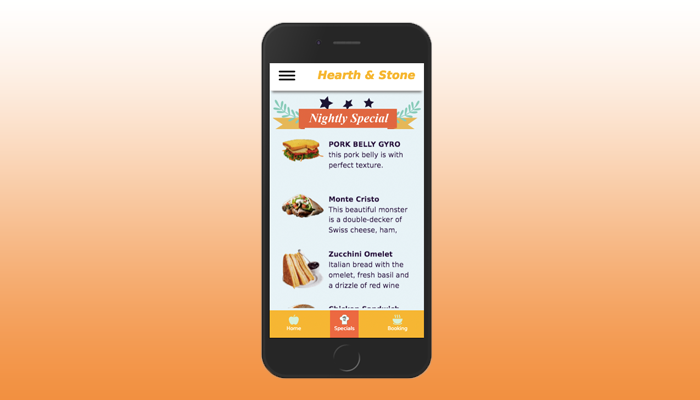 Hearth & Stone
Nightly Special
PORK BELLY GYRO
this pork belly is with
perfect texture.
Monte Cristo
This beautiful monster
is a double-decker of
Swiss cheese, ham,
Zucchini Omelet
Italian bread with the
omelet, fresh basil and
a drizzle of red wine
Chicken Sandwich
Home
Specials
Booking